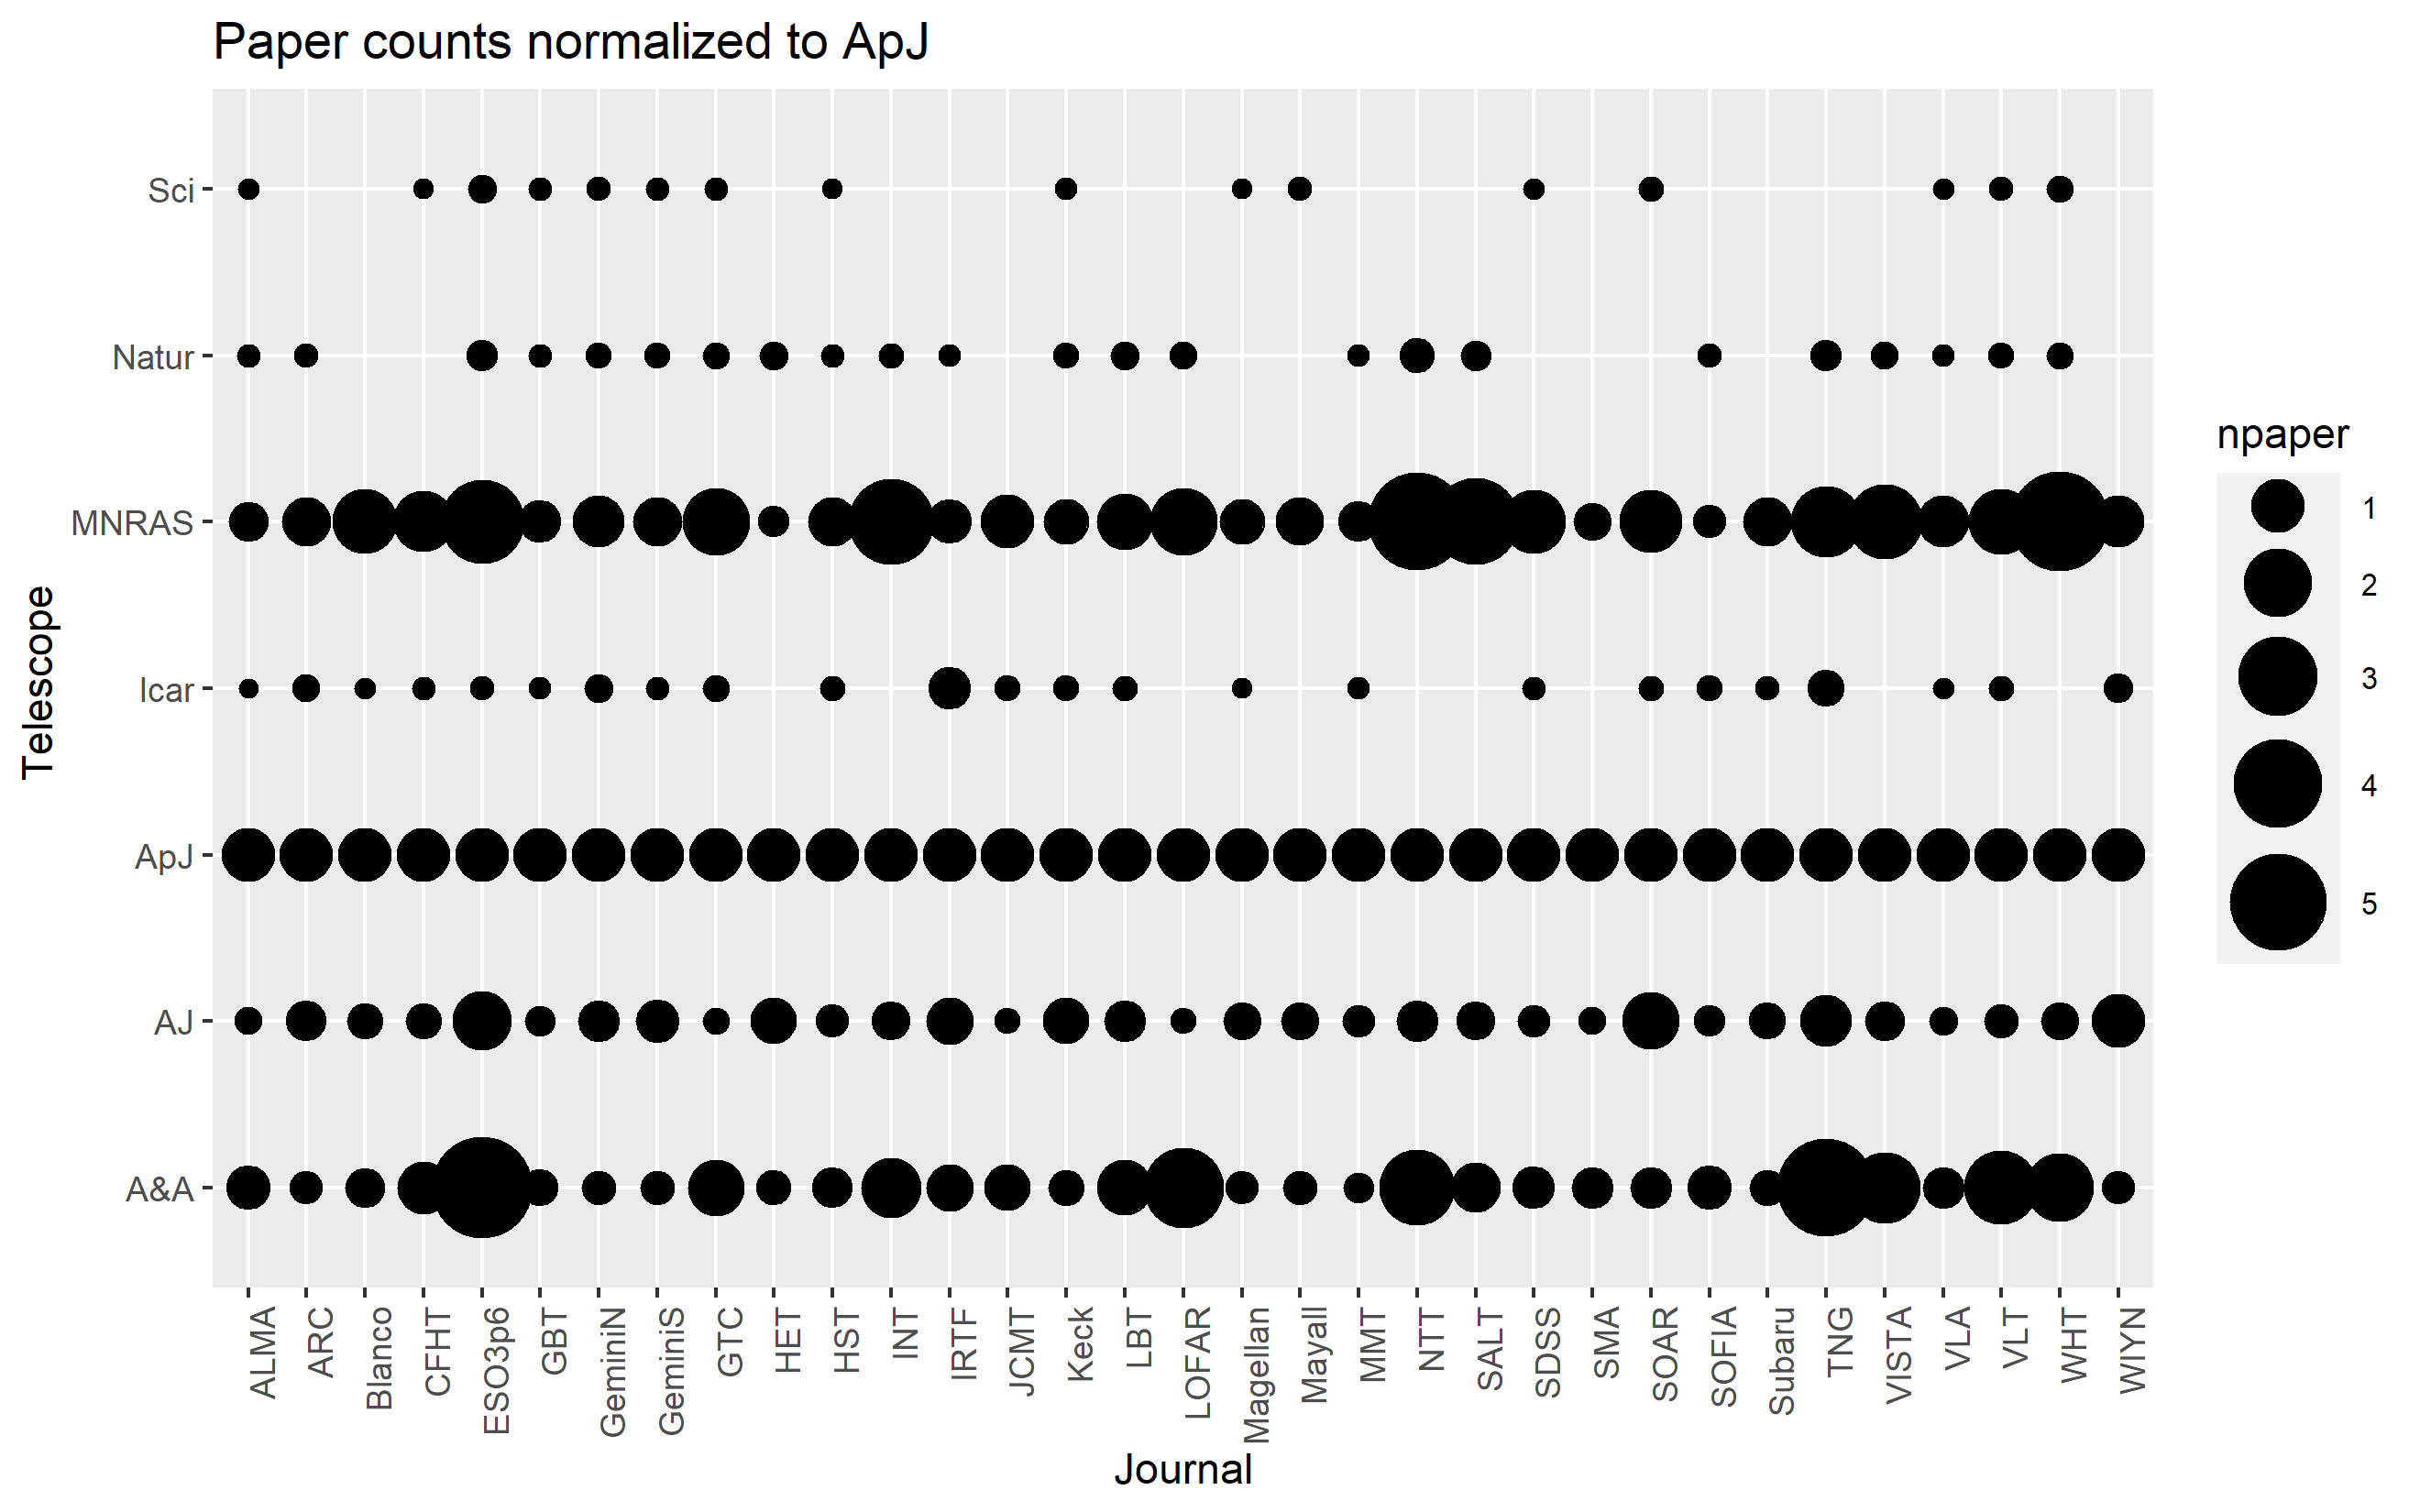 Paper counts normalized to ApJ
Telescope
Sci
Natur
MNRAS
Icar
ApJ
AJ
A&A
ALMA
ARC
Blanco
CFHT
ESO3p6
GBT
GeminiN
GeminiS
GTC
HET
HST
INT
IRTF
JCMT
Keck
LBT
LOFAR
Magellan
Mayall
MMT
NTT
SALT
SDSS
SMA
SOAR
SOFIA
Subaru
TNG
VISTA
VLA
VLT
WHT
WIYN
Journal
npaper
1
2
3
4
5